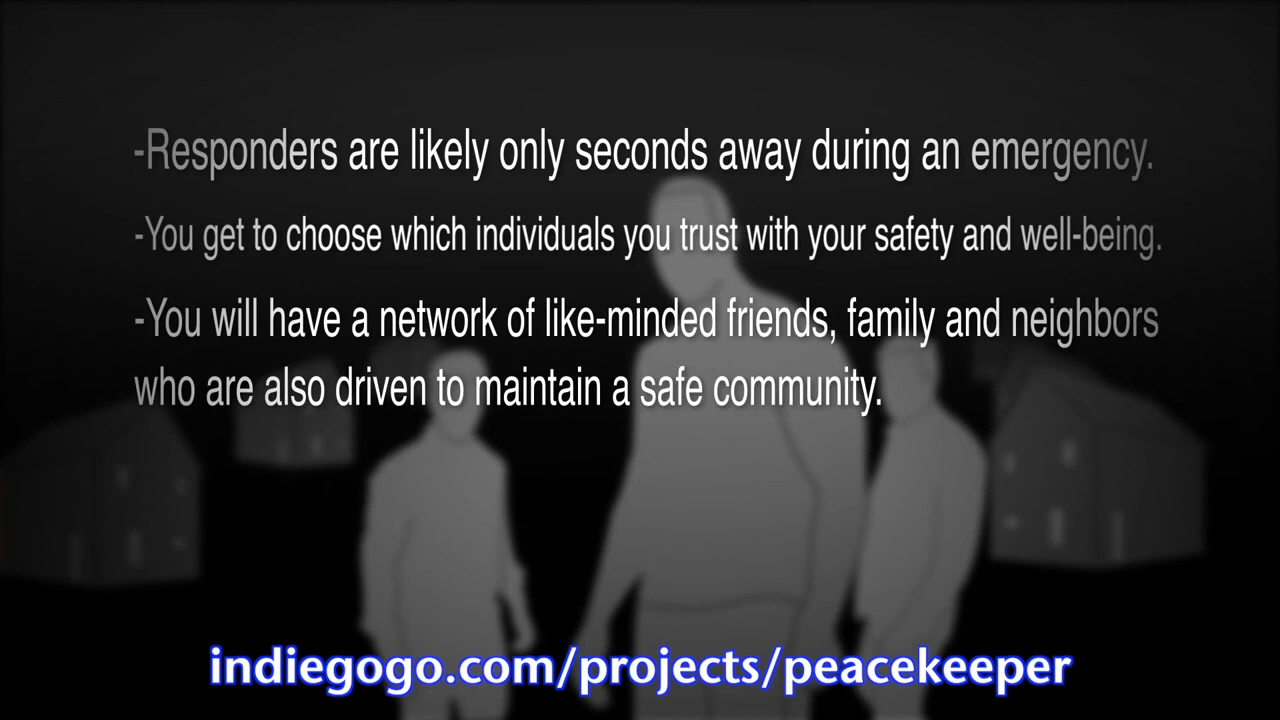 -Responders are likely only seconds away during an emergency.
-You get to choose which individuals you trust with your safety and well-being.
-You will have a network of like-minded friends, family and neighbors
who are also driven to maintain a safe community.
indiegogo.com/projects/peacekeeper